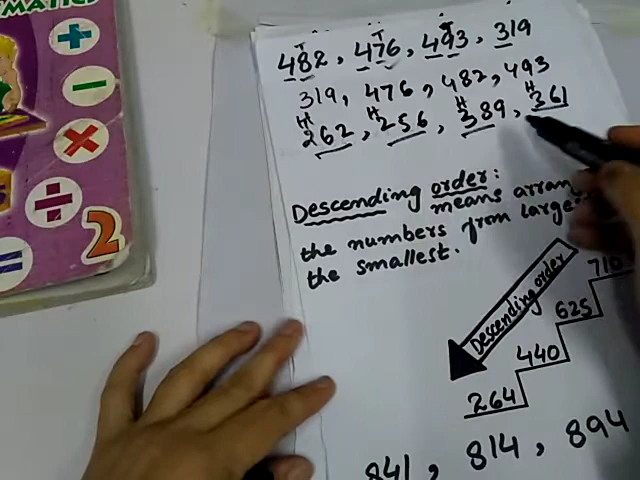 MATHEMATICS
2
T T T
482, 476, 493, 319
319, 476, 482, 493
H H H H
262, 256, 389, 361
Descending order:
means arran
the numbers from large
the smallest.
Descending order
710
625
440
264
841, 814, 894